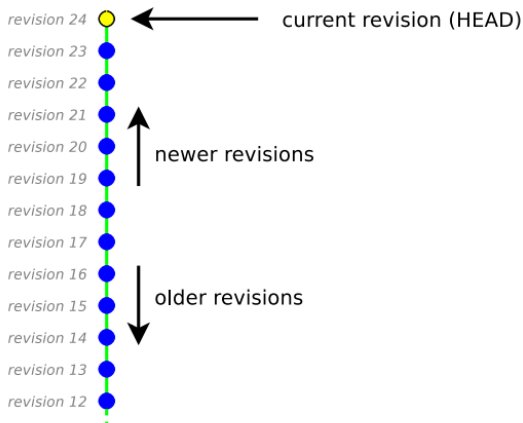 revision 24
current revision (HEAD)
revision 23
revision 22
revision 21
revision 20
newer revisions
revision 19
revision 18
revision 17
revision 16
older revisions
revision 15
revision 14
revision 13
revision 12